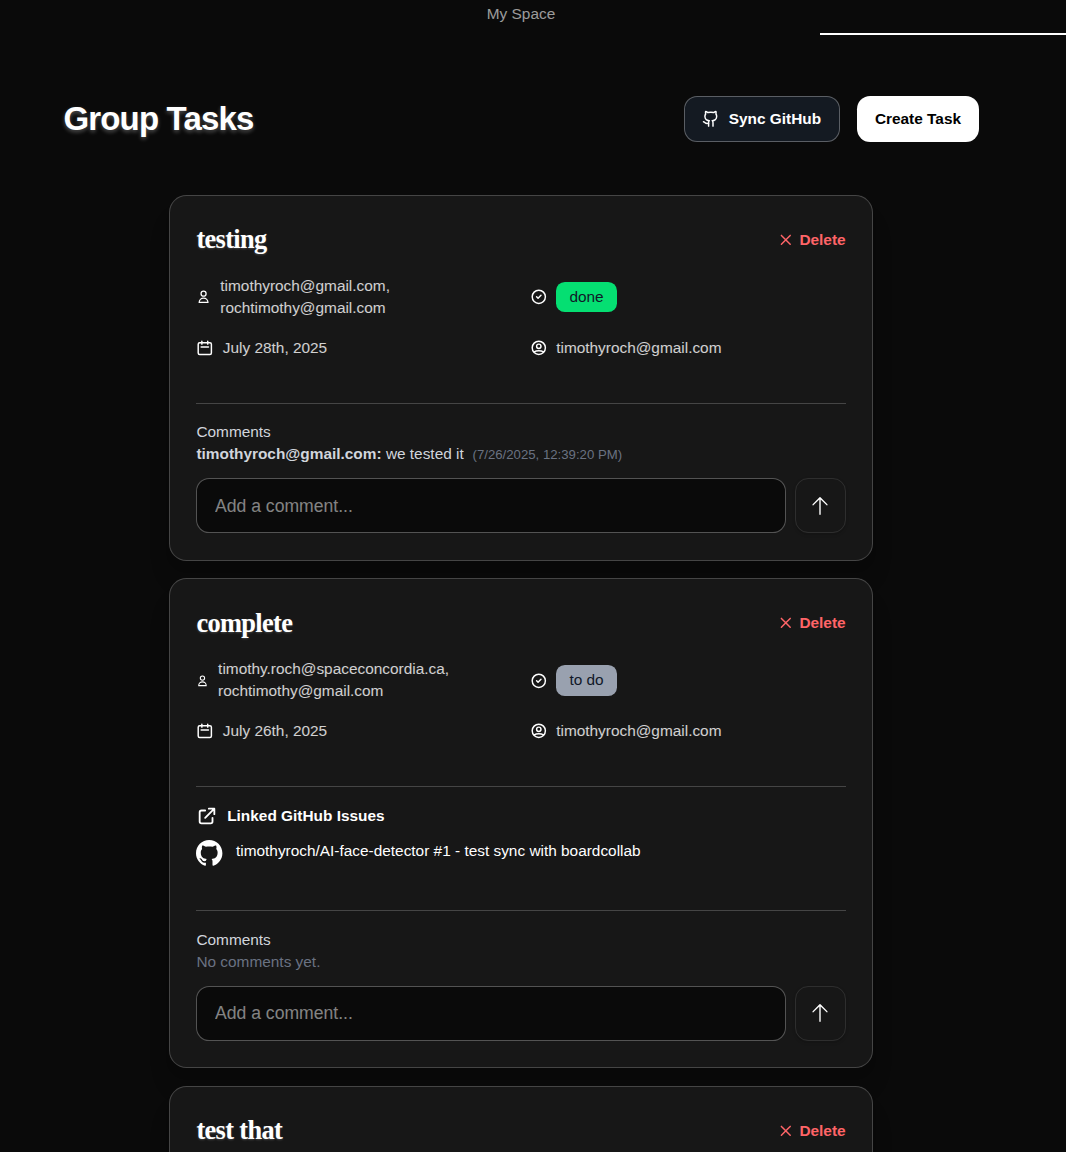 My Space
Group Tasks
Sync GitHub
Create Task
testing
Delete
timothyroch@gmail.com,
rochtimothy@gmail.com
done
July 28th, 2025
timothyroch@gmail.com
Comments
timothyroch@gmail.com: we tested it (7/26/2025, 12:39:20 PM)
Add a comment...
complete
Delete
timothy.roch@spaceconcordia.ca,
rochtimothy@gmail.com
to do
July 26th, 2025
timothyroch@gmail.com
Linked GitHub Issues
timothyroch/AI-face-detector #1 - test sync with boardcollab
Comments
No comments yet.
Add a comment...
test that
Delete